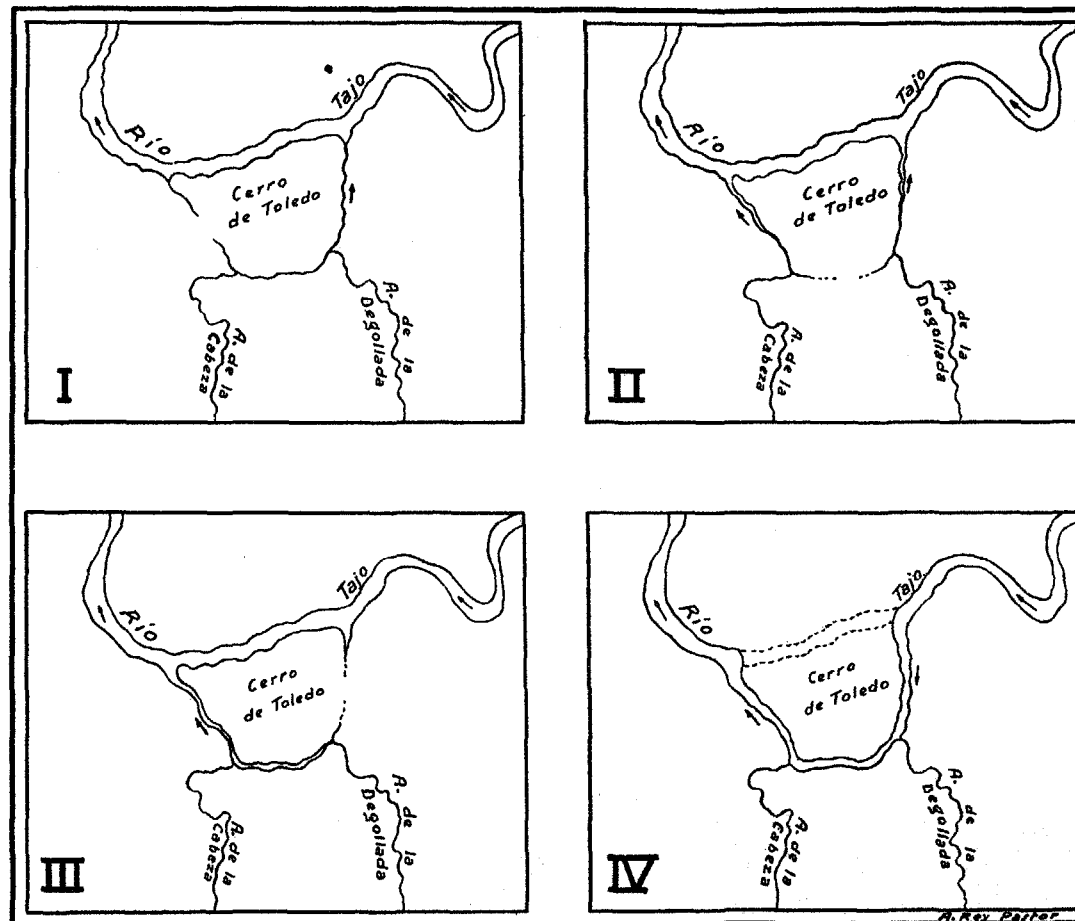 Río
Tajo
Cerro
de Toledo
A. de la
Cabeza
A. de la
Degollada
I
Río
Tajo
Cerro
de Toledo
A. de la
Cabeza
A. de la
Degollada
II
Río
Tajo
Cerro
de Toledo
A. de la
Cabeza
A. de la
Degollada
III
Río
Tajo
Cerro
de Toledo
A. de la
Cabeza
A. de la
Degollada
IV
A. Rey Pastor